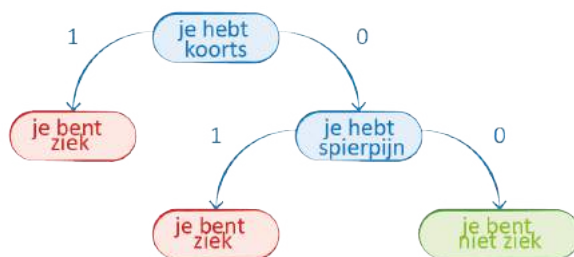 je hebt
koorts
1
0
je bent
ziek
je hebt
spierpijn
1
0
je bent
ziek
je bent
niet ziek